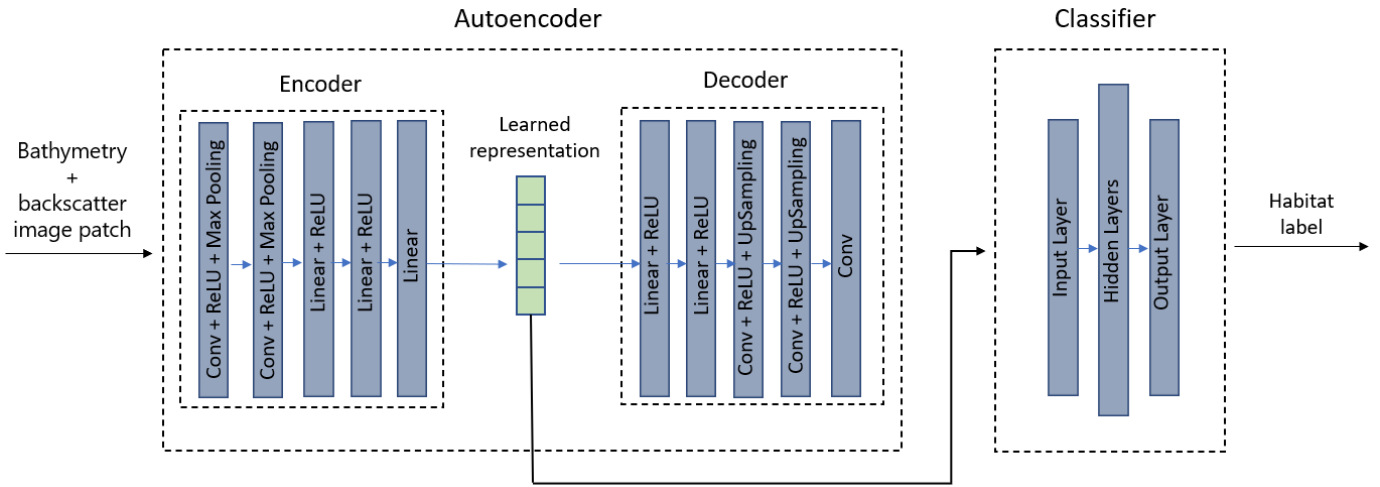 Autoencoder
Classifier
Encoder
Decoder
Bathymetry
+
backscatter
image patch
Conv + ReLU + Max Pooling
Conv + ReLU + Max Pooling
Linear + ReLU
Linear + ReLU
Linear
Learned
representation
Linear + ReLU
Linear + ReLU
Conv + ReLU + UpSampling
Conv + ReLU + UpSampling
Conv
Input Layer
Hidden Layers
Output Layer
Habitat
label